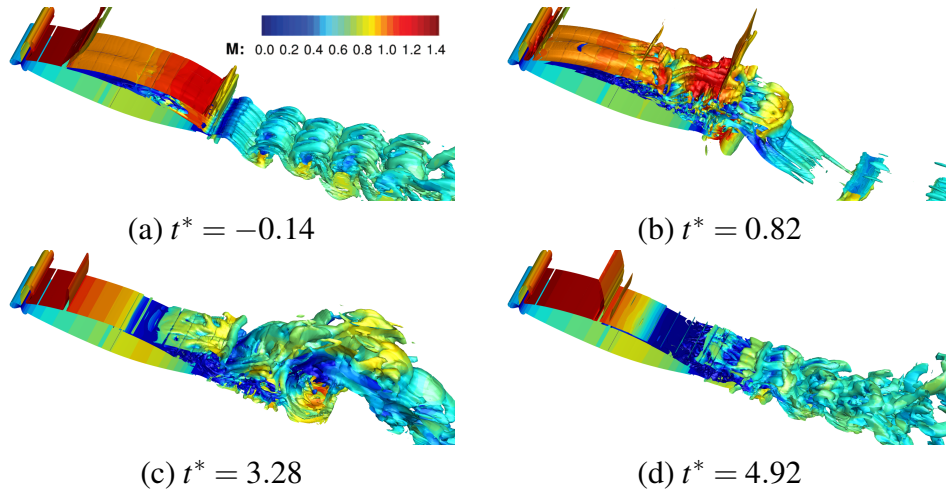 M: 0.0 0.2 0.4 0.6 0.8 1.0 1.2 1.4
(a) t* = −0.14
(b) t* = 0.82
(c) t* = 3.28
(d) t* = 4.92